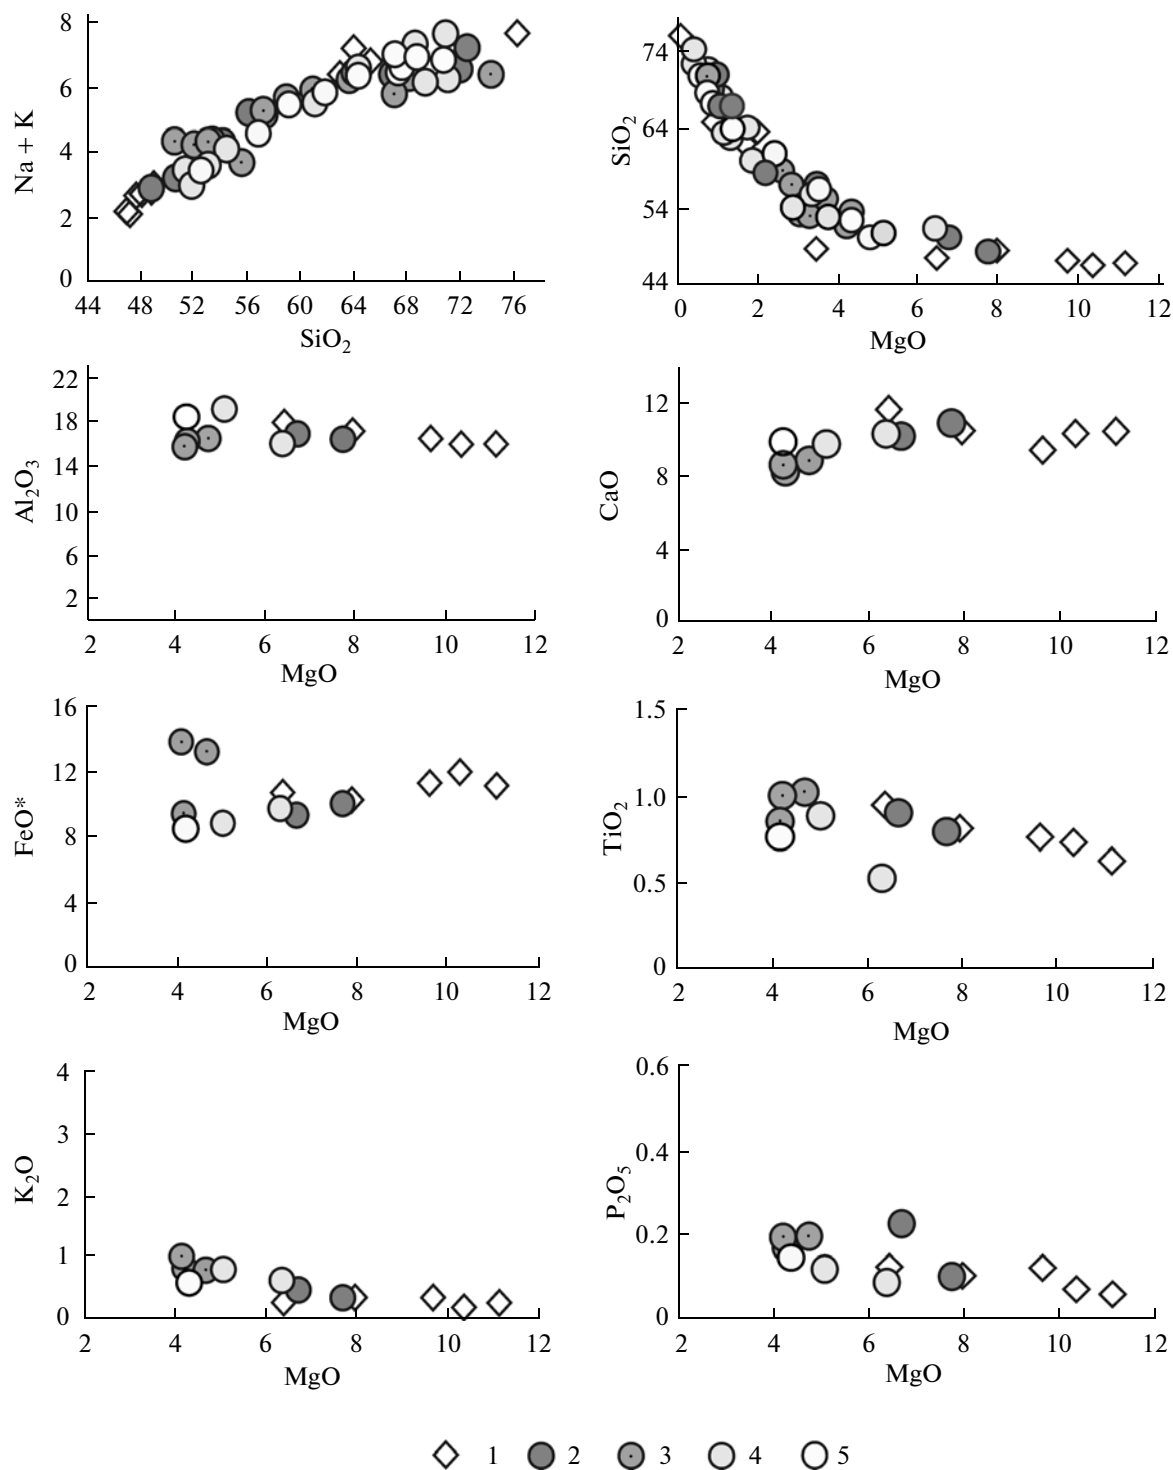 8
6
4
2
0
Na + K
44 48 52 56 60 64 68 72 76
SiO₂
74
64
54
44
SiO₂
0 2 4 6 8 10 12
MgO
22
18
14
10
6
2
Al₂O₃
2 4 6 8 10 12
MgO
12
8
4
0
CaO
2 4 6 8 10 12
MgO
16
12
8
4
0
FeO*
2 4 6 8 10 12
MgO
1.5
1.0
0.5
0
TiO₂
2 4 6 8 10 12
MgO
4
3
2
1
0
K₂O
2 4 6 8 10 12
MgO
0.6
0.4
0.2
0
P₂O₅
2 4 6 8 10 12
MgO
1 2 3 4 5